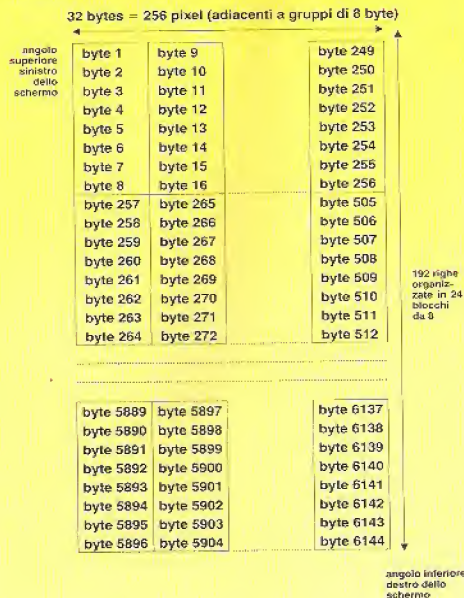 32 bytes = 256 pixel (adiacenti a gruppi di 8 byte)
angolo
superiore
sinistro
dello
schermo
byte 1 byte 9 byte 249
byte 2 byte 10 byte 250
byte 3 byte 11 byte 251
byte 4 byte 12 byte 252
byte 5 byte 13 byte 253
byte 6 byte 14 byte 254
byte 7 byte 15 byte 255
byte 8 byte 16 byte 256
byte 257 byte 265 byte 505
byte 258 byte 266 byte 506
byte 259 byte 267 byte 507
byte 260 byte 268 byte 508
byte 261 byte 269 byte 509
byte 262 byte 270 byte 510
byte 263 byte 271 byte 511
byte 264 byte 272 byte 512
192 righe
organiz-
zate in 24
blocchi
da 8
byte 5889 byte 5897 byte 6137
byte 5890 byte 5898 byte 6138
byte 5891 byte 5899 byte 6139
byte 5892 byte 5900 byte 6140
byte 5893 byte 5901 byte 6141
byte 5894 byte 5902 byte 6142
byte 5895 byte 5903 byte 6143
byte 5896 byte 5904 byte 6144
angolo inferiore
destro dello
schermo